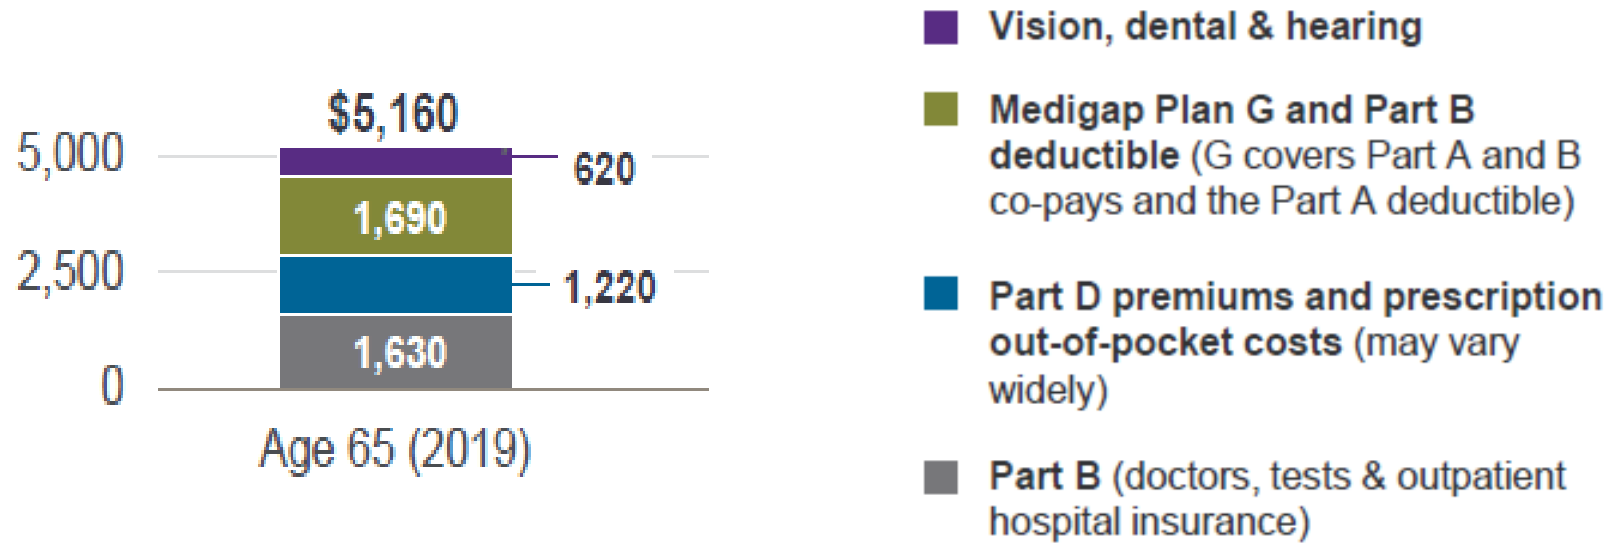 $5,160
5,000
620
1,690
2,500
1,220
1,630
0
Age 65 (2019)
Vision, dental & hearing
Medigap Plan G and Part B
deductible (G covers Part A and B
co-pays and the Part A deductible)
Part D premiums and prescription
out-of-pocket costs (may vary
widely)
Part B (doctors, tests & outpatient
hospital insurance)